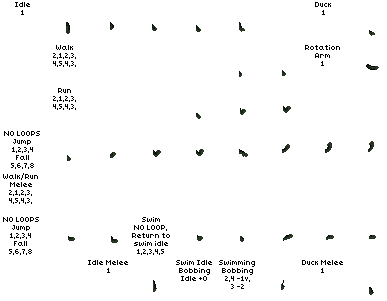 Idle
1
Duck
1
Walk
2,1,2,3,
4,5,4,3,
Rotation
Arm
1
Run
2,1,2,3,
4,5,4,3,
NO LOOPS
Jump
1,2,3,4
Fall
5,6,7,8
Walk/Run
Melee
2,1,2,3,
4,5,4,3,
NO LOOPS
Jump
1,2,3,4
Fall
5,6,7,8
Swim
NO LOOP,
Return to
swim idle
1,2,3,4,5
Idle Melee
1
Swim Idle
Bobbing
Idle +0
Swimming
Bobbing
2,4 -1v,
3 -2
Duck Melee
1